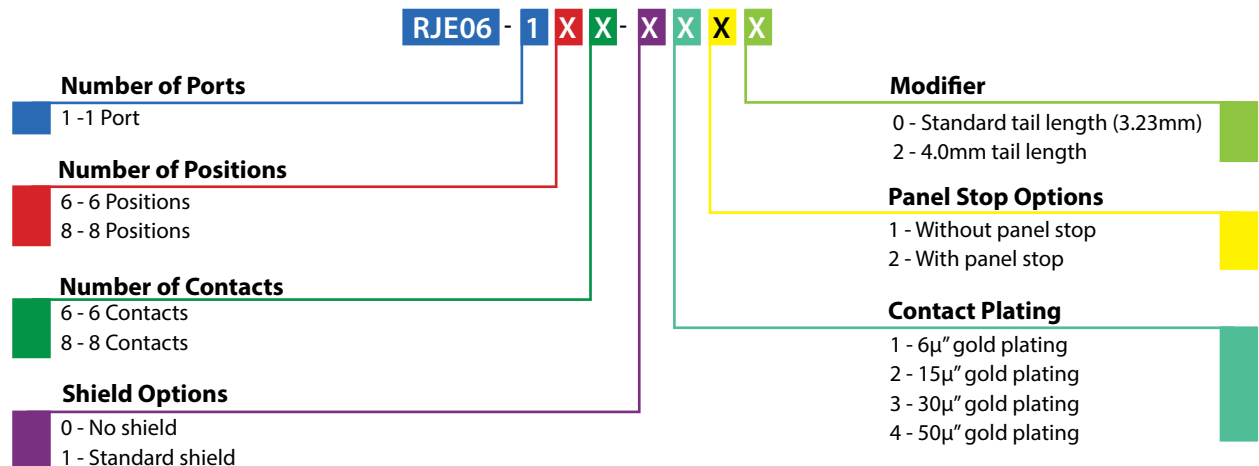 RJE06 - 1 X X - X X X X
Number of Ports
1 -1 Port
Number of Positions
6 - 6 Positions
8 - 8 Positions
Number of Contacts
6 - 6 Contacts
8 - 8 Contacts
Shield Options
0 - No shield
1 - Standard shield
Modifier
0 - Standard tail length (3.23mm)
2 - 4.0mm tail length
Panel Stop Options
1 - Without panel stop
2 - With panel stop
Contact Plating
1 - 6µ” gold plating
2 - 15µ” gold plating
3 - 30µ” gold plating
4 - 50µ” gold plating